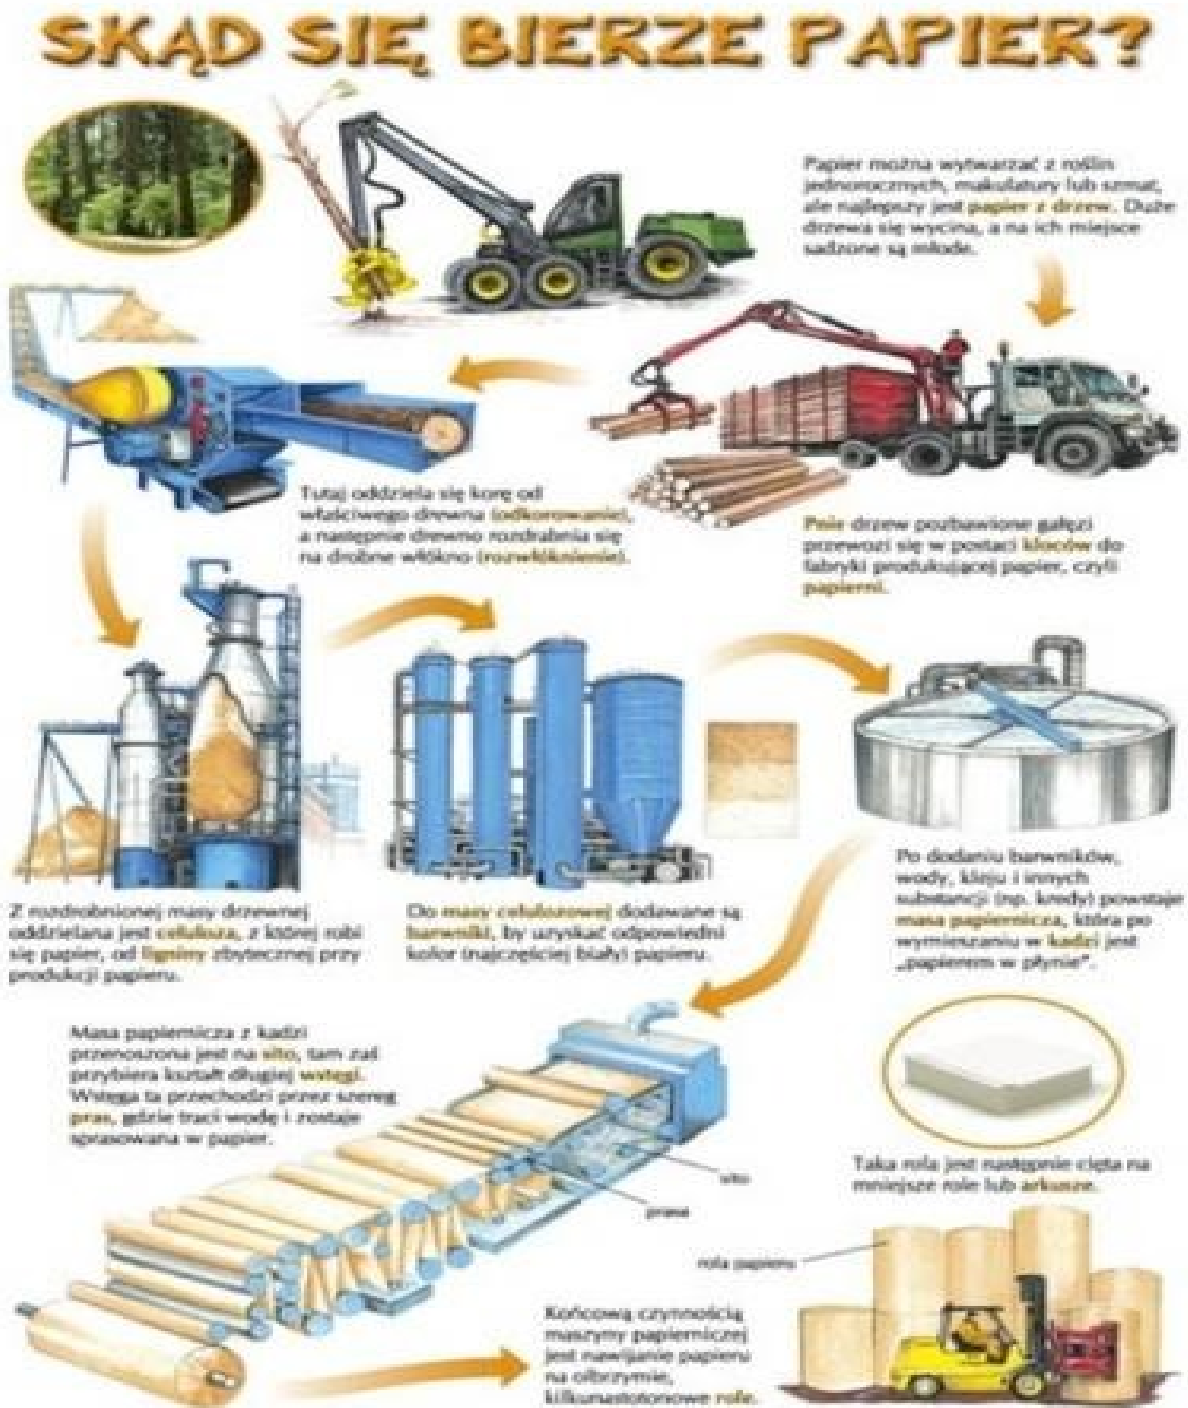 SKĄD SIĘ BIERZE PAPIER?
Papier można wytwarzać z roślin
jednorocznych, makulatury lub szmat,
ale najlepszy jest papier z drzew. Duże
drzewa się wycina, a na ich miejsce
sadzone są młode.
Pnie drzew pozbawione gałęzi
przewozi się w postaci kloców do
fabryki produkującej papier, czyli
papierni.
Tutaj oddziela się korę od
właściwego drewna (odkorowanie),
a następnie drewno rozdrabnia się
na drobne włókno (rozwłóknienie).
Z rozdrobnionej masy drzewnej
oddzielana jest celuloza, z której robi
się papier, od ligniny zbytecznej przy
produkcji papieru.
Do masy celulozowej dodawane są
barwniki, by uzyskać odpowiedni
kolor (najczęściej biały) papieru.
Po dodaniu barwników,
wody, kleju i innych
substancji (np. kredy) powstaje
masa papiernicza, która po
wymieszaniu w kadzi jest
„papierem w płynie”.
Masa papiernicza z kadzi
przenoszona jest na sito, tam zaś
przybiera kształt długiej wstęgi.
Wstęga ta przechodzi przez szereg
pras, gdzie traci wodę i zostaje
sprasowana w papier.
sito
prasa
Końcową czynnością
maszyny papierniczej
jest nawijanie papieru
na olbrzymie,
kilkunastotonowe role.
Taka rola jest następnie cięta na
mniejsze role lub arkusze.
rola papieru